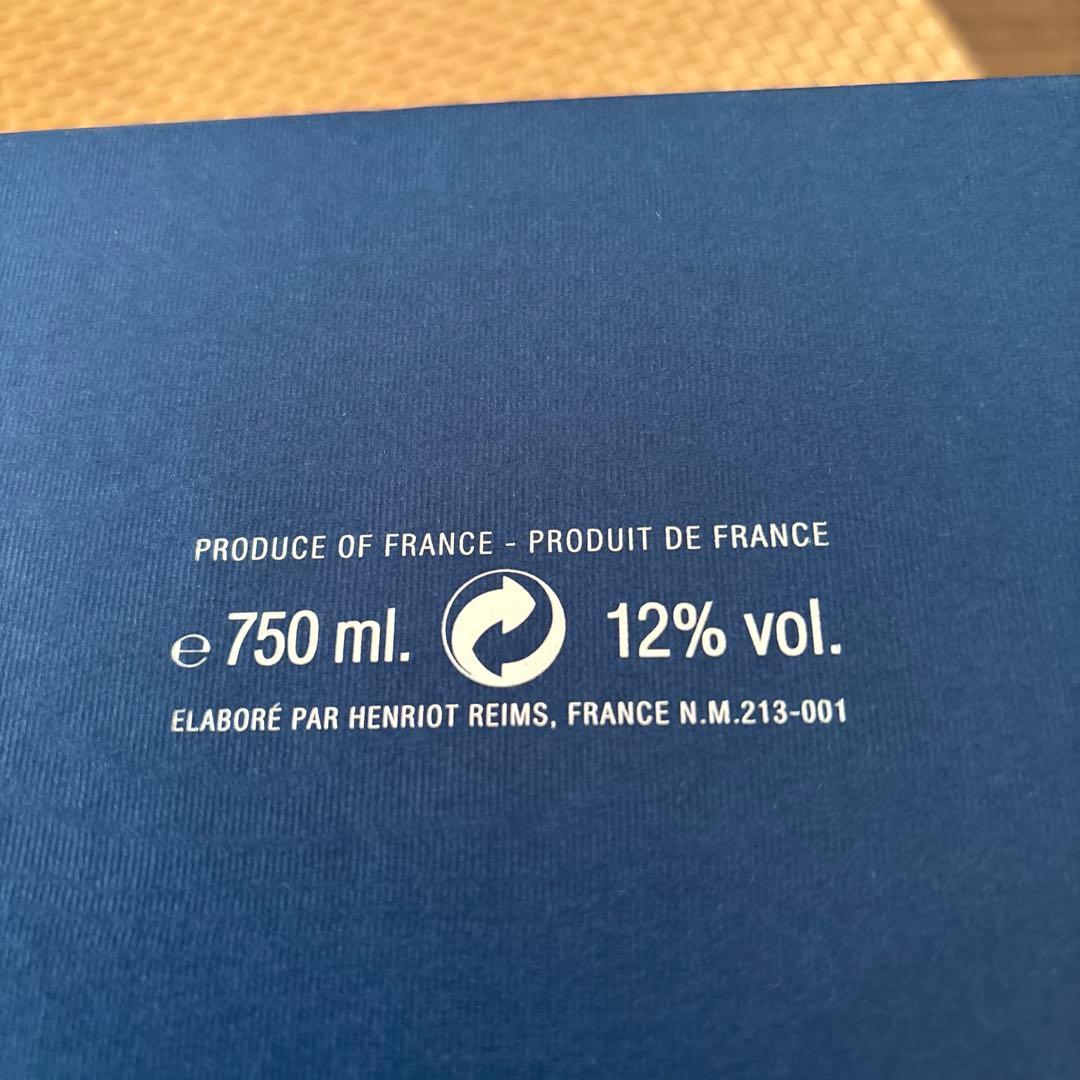 PRODUCE OF FRANCE - PRODUIT DE FRANCE
℮ 750 ml. 12% vol.
ELABORÉ PAR HENRIOT REIMS, FRANCE N.M.213-001